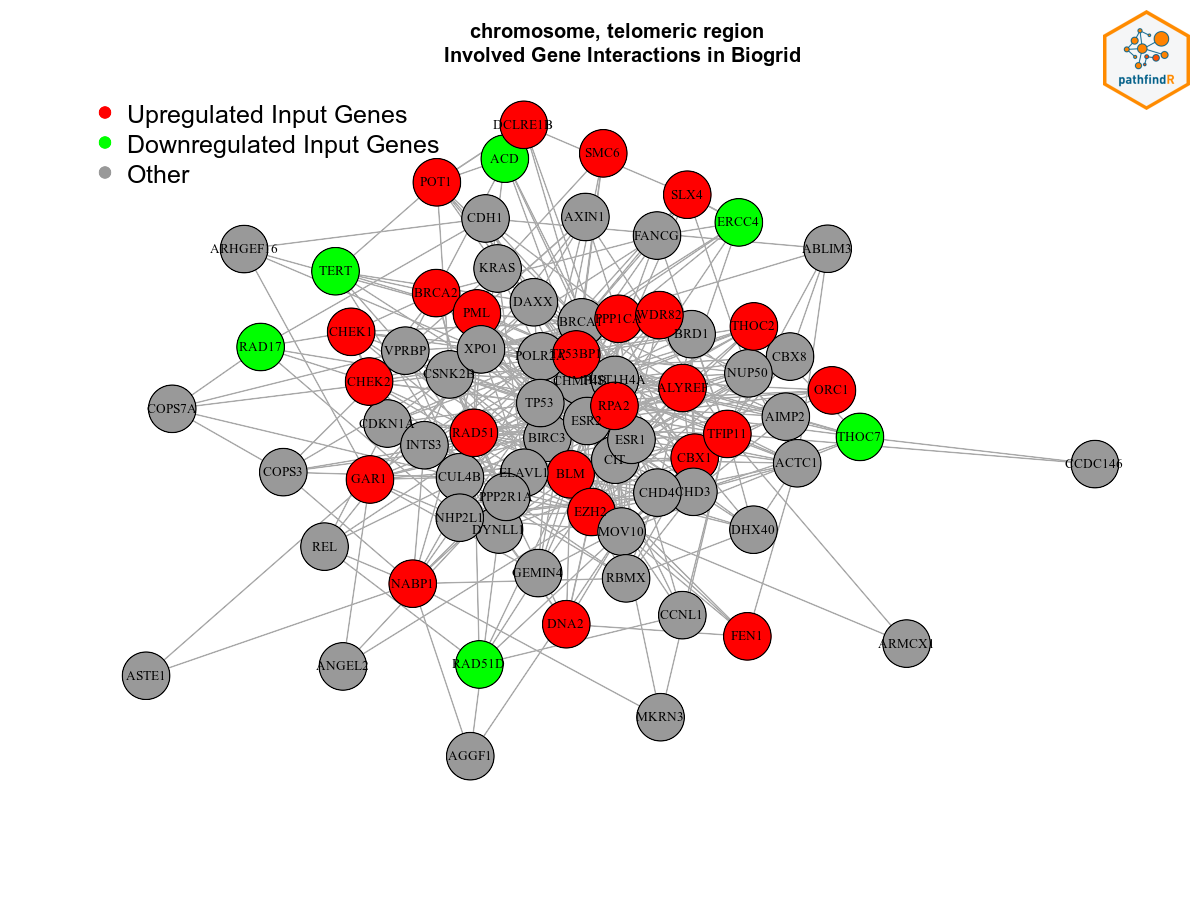 chromosome, telomeric region
Involved Gene Interactions in Biogrid
pathfindR
Upregulated Input Genes
Downregulated Input Genes
Other
DCLRE1B
ACD
SMC6
POT1
SLX4
CDH1
AXIN1
ERCC4
FANCG
ARHGEF16
ABLIM3
TERT
KRAS
BRCA2
DAXX
PML
BRCA1
PPP1CA
WDR82
CHEK1
THOC2
BRD1
RAD17
VPRBP
XPO1
POLR2A
TP53BP1
CBX8
CSNK2B
NUP50
CHEK2
HIST1H4A
ALYREF
ORC1
TP53
RPA2
COPS7A
AIMP2
CDKN1A
ESR2
RAD51
TFIP11
THOC7
BIRC3
ESR1
INTS3
CBX1
CIT
ACTC1
CCDC146
COPS3
GAR1
CUL4B
ELAVL1
BLM
CHD4
CHD3
PPP2R1A
EZH2
NHP2L1
DYNLL1
MOV10
DHX40
REL
GEMIN4
RBMX
NABP1
CCNL1
DNA2
FEN1
ARMCX1
RAD51D
ANGEL2
ASTE1
MKRN3
AGGF1